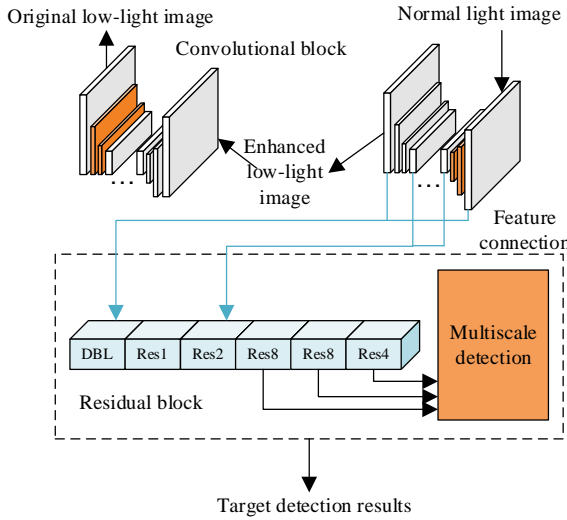 Original low-light image
Normal light image
Convolutional block
Enhanced
low-light
image
...
...
Feature
connection
DBL
Res1
Res2
Res8
Res8
Res4
Multiscale
detection
Residual block
Target detection results